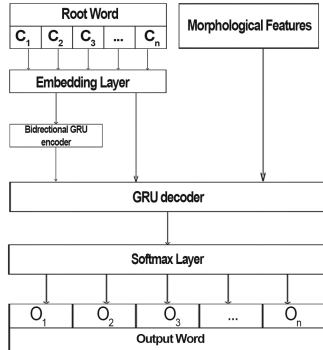 Root Word
C1 C2 C3 ... Cn
Morphological Features
Embedding Layer
Bidrectional GRU
encoder
GRU decoder
Softmax Layer
O1 O2 O3 ... On
Output Word